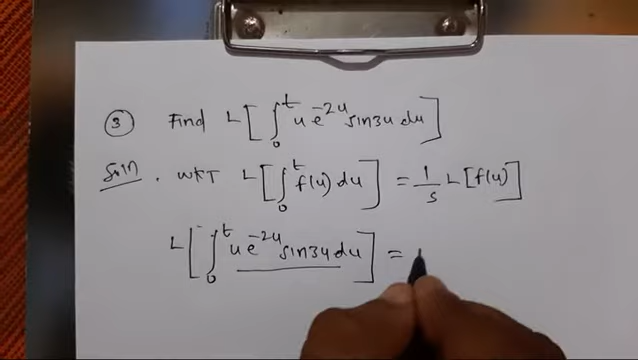 ③ Find L[∫₀ᵗ u e⁻²ᵘ sin3u du]
Soln. WKT L[∫₀ᵗ f(u) du] = 1/s L[f(u)]
L[∫₀ᵗ u e⁻²ᵘ sin3u du] =